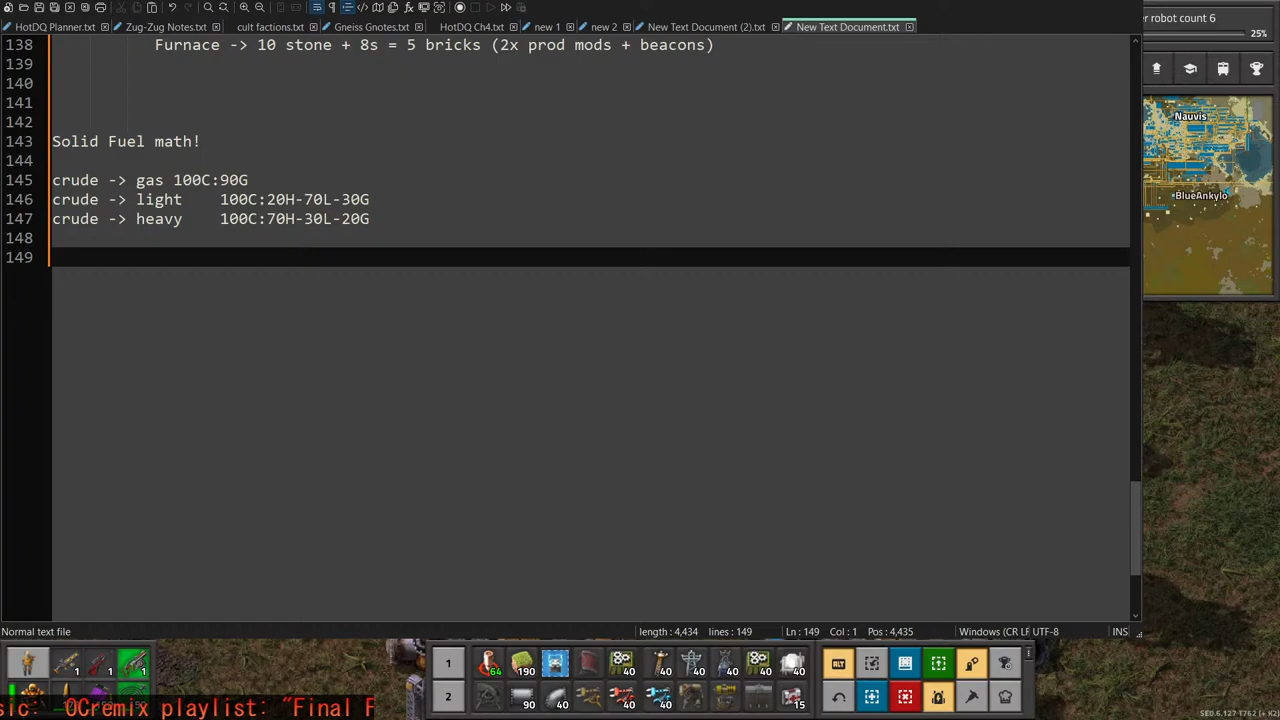 HotDQ Planner.txt
Zug-Zug Notes.txt
cult factions.txt
Gneiss Gnotes.txt
HotDQ Ch4.txt
new 1
new 2
New Text Document (2).txt
New Text Document.txt
er robot count 6
25%
138 Furnace -> 10 stone + 8s = 5 bricks (2x prod mods + beacons)
139
140
141
142
143 Solid Fuel math!
144
145 crude -> gas 100C:90G
146 crude -> light 100C:20H-70L-30G
147 crude -> heavy 100C:70H-30L-20G
148
149
Nauvis
BlueAnkylo
Normal text file
length : 4,434 lines : 149
Ln : 149 Col : 1 Pos : 4,435
Windows (CR LF
UTF-8
INS
1 1 1
1 64 190 40 40 40 40 40 40
ALT
2 90 40 40 40 15
sic: OCremix playlist: "Final F